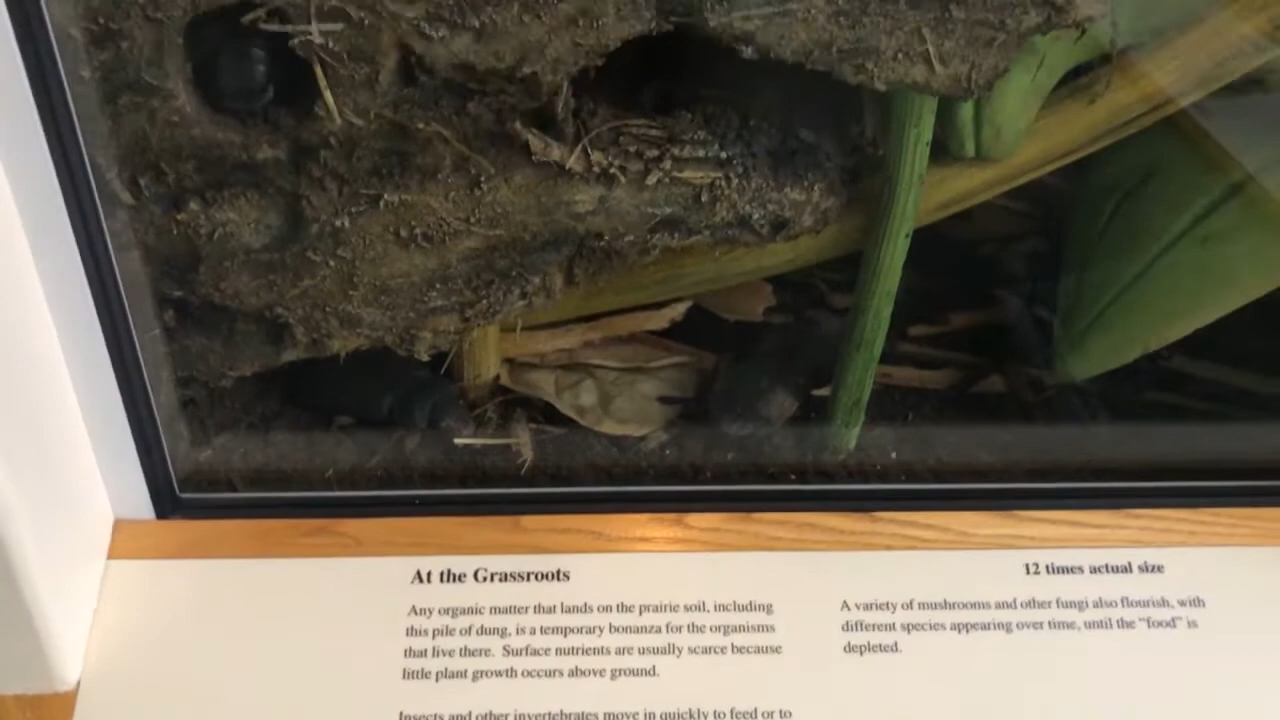 At the Grassroots
Any organic matter that lands on the prairie soil, including
this pile of dung, is a temporary bonanza for the organisms
that live there. Surface nutrients are usually scarce because
little plant growth occurs above ground.
Insects and other invertebrates move in quickly to feed or to
12 times actual size
A variety of mushrooms and other fungi also flourish, with
different species appearing over time, until the "food" is
depleted.